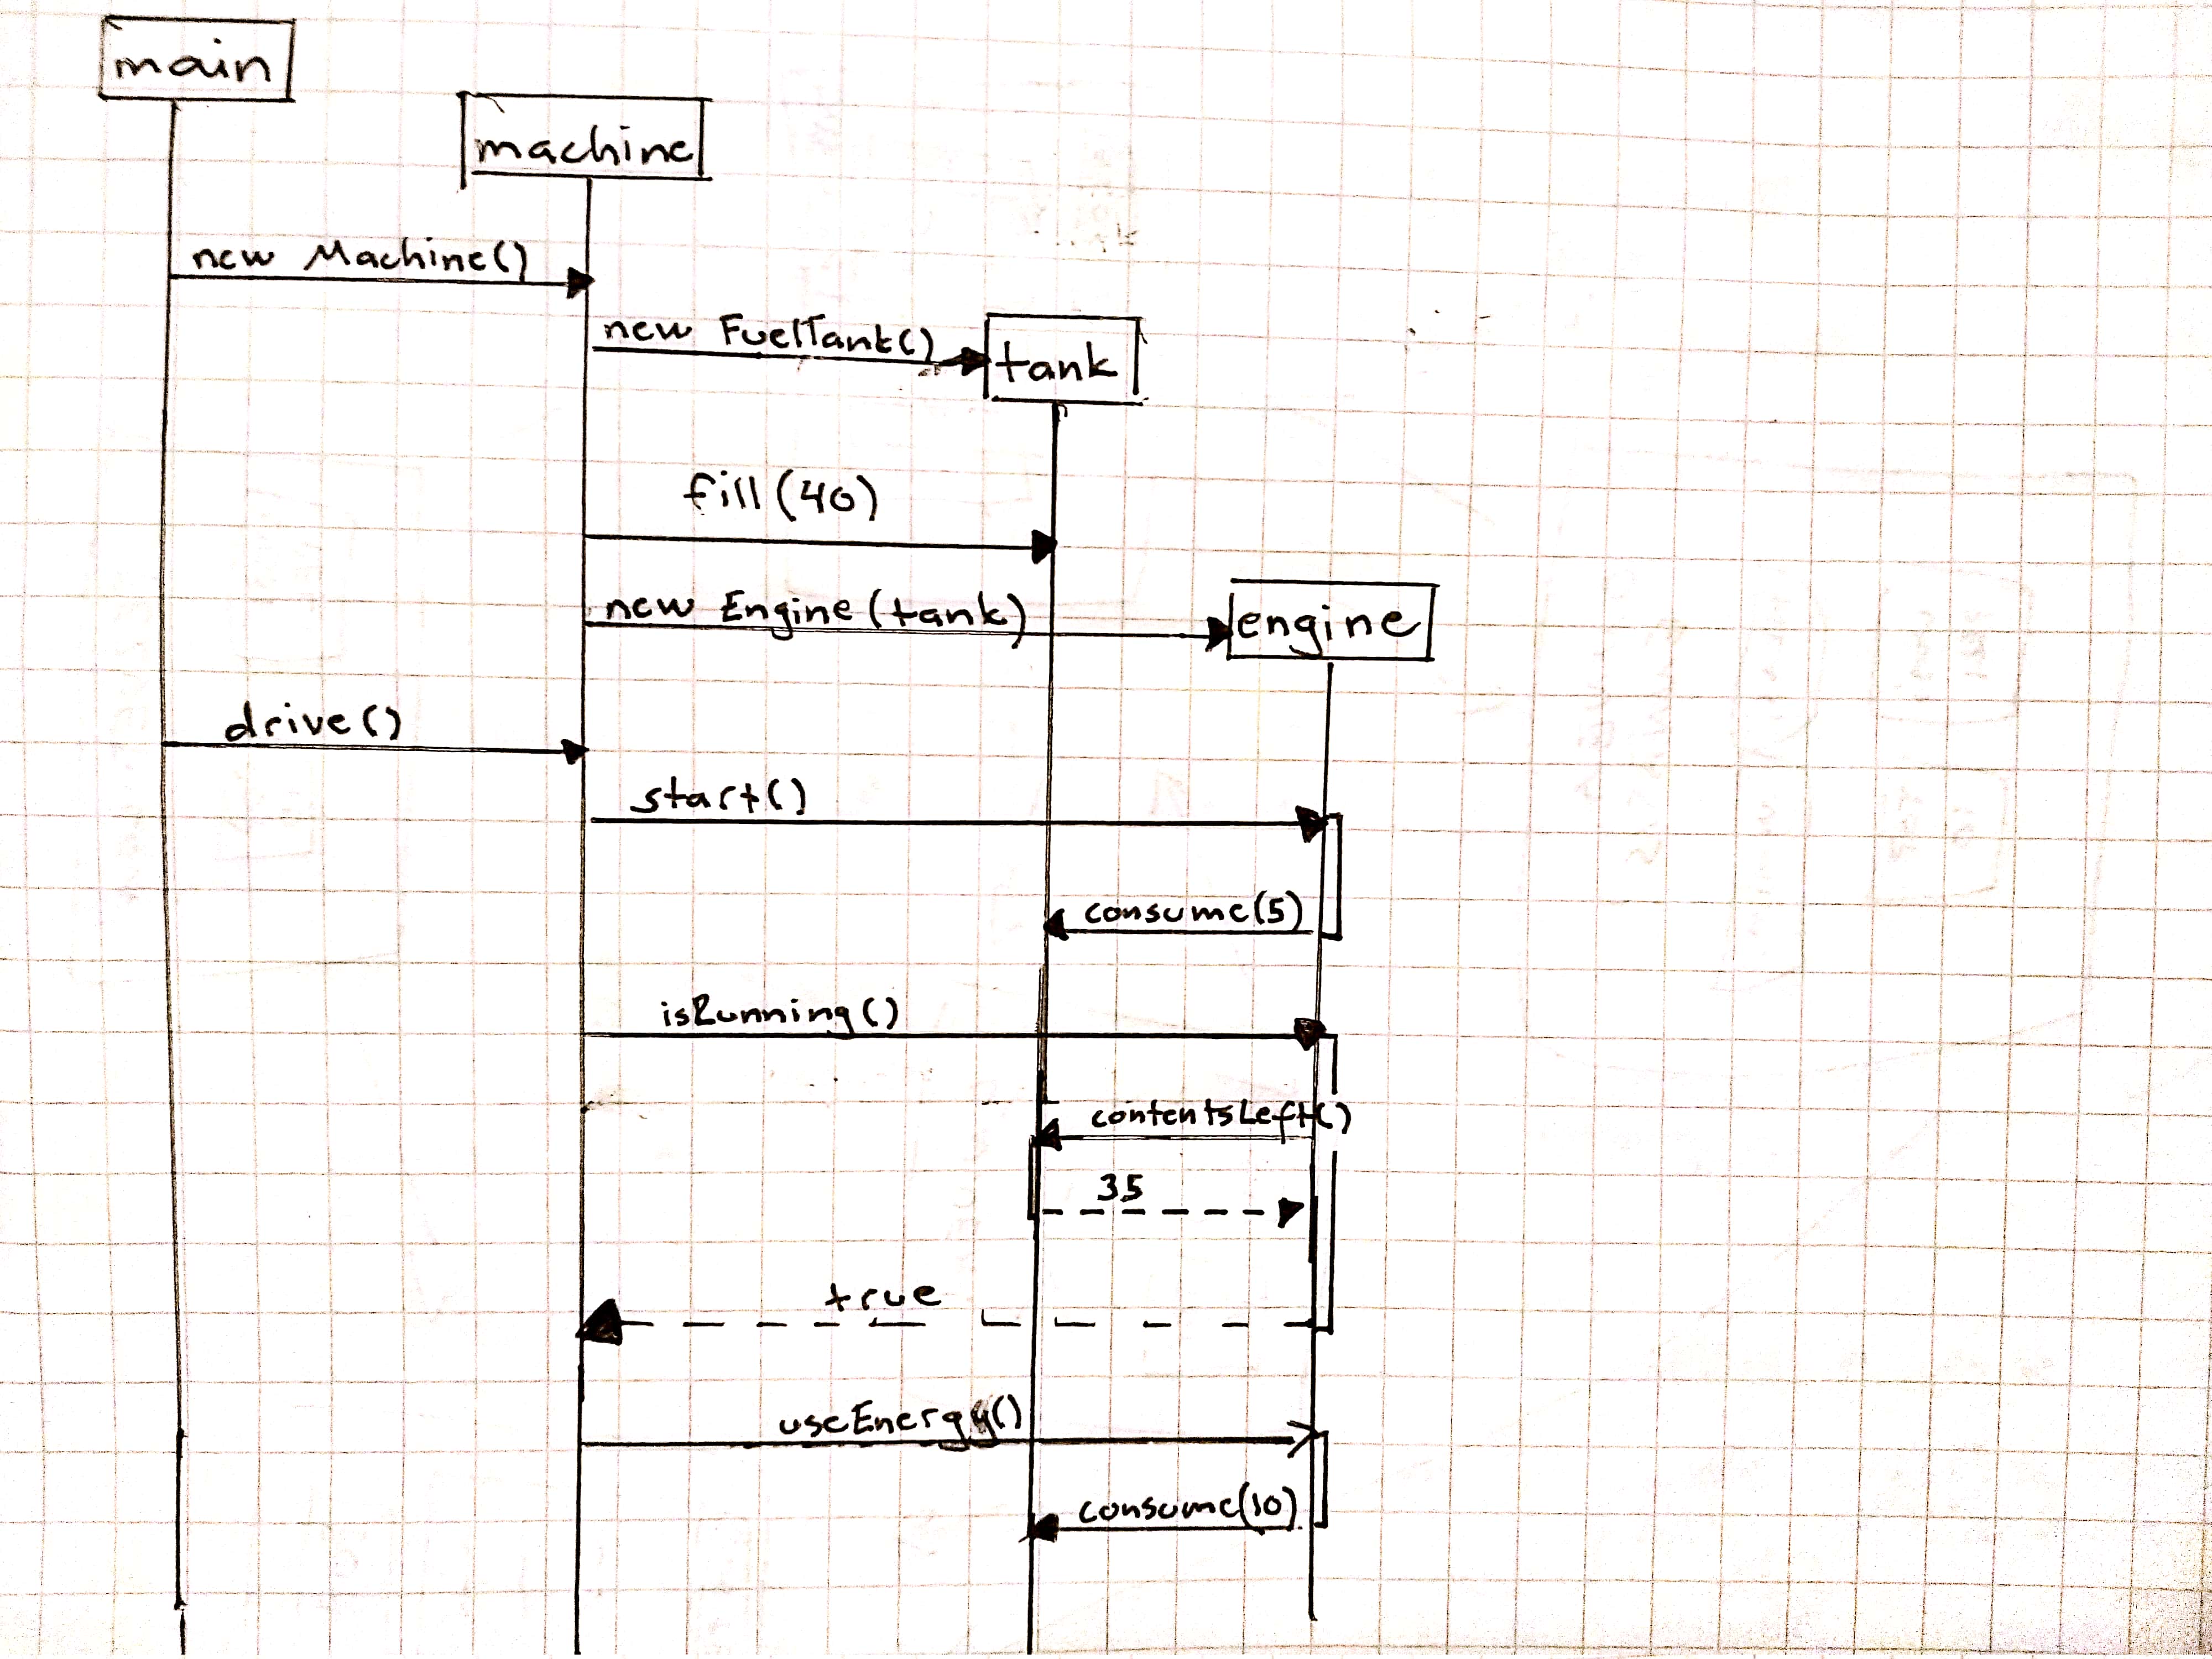 main
machine
new Machine()
new FuelTank()
tank
fill(40)
new Engine(tank)
engine
drive()
start()
consume(5)
isRunning()
contentsLeft()
35
true
useEnergy()
consume(10)